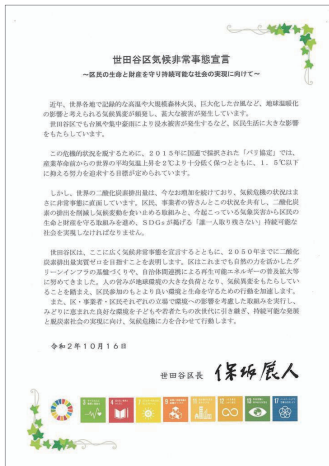 世田谷区気候非常事態宣言
～区民の生命と財産を守り持続可能な社会の実現に向けて～
近年、世界各地で記録的な高温や大規模森林火災、巨大化した台風など、地球温暖化
の影響と考えられる気候異変が頻発し、甚大な被害が発生しています。
世田谷区でも台風や集中豪雨により浸水被害が発生するなど、区民生活に大きな影響
をもたらしています。
この危機的状況を脱するために、2015年に国連で採択された「パリ協定」では、
産業革命前からの世界の平均気温上昇を2℃より十分低く保つとともに、1．5℃以下
に抑える努力を追求する目標が定められました。
しかし、世界の二酸化炭素排出量は、今なお増加を続けており、気候危機の状況はま
さに非常事態に直面しています。区民、事業者の皆さんとこの状況を共有し、二酸化炭
素の排出を削減し気候変動を食い止める取組みと、今起こっている気象災害から区民の
生命と財産を守る取組みを進め、SDGsが掲げる「誰一人取り残さない」持続可能な
社会を実現しなければなりません。
世田谷区は、ここに広く気候非常事態を宣言するとともに、2050年までに二酸化
炭素排出量実質ゼロを目指すことを表明します。区はこれまでも自然の力を活かしたグ
リーンインフラの基盤づくりや、自治体間連携による再生可能エネルギーの普及拡大等
に努めてきました。人の営みが地球環境の大きな負荷となり、気候異変をもたらしてい
ることを踏まえ、区民参加のもとより良い環境と生命を守るための行動を加速します。
また、区・事業者・区民それぞれの立場で環境への影響を考慮した取組みを実行し、
みどりに恵まれた良好な環境を子どもや若者たちの次世代に引き継ぎ、持続可能な発展
と脱炭素社会の実現に向け、気候危機に力を合わせて行動します。
令和2年10月16日
世田谷区長 保坂展人
3 4 7 9 11 12 13 17